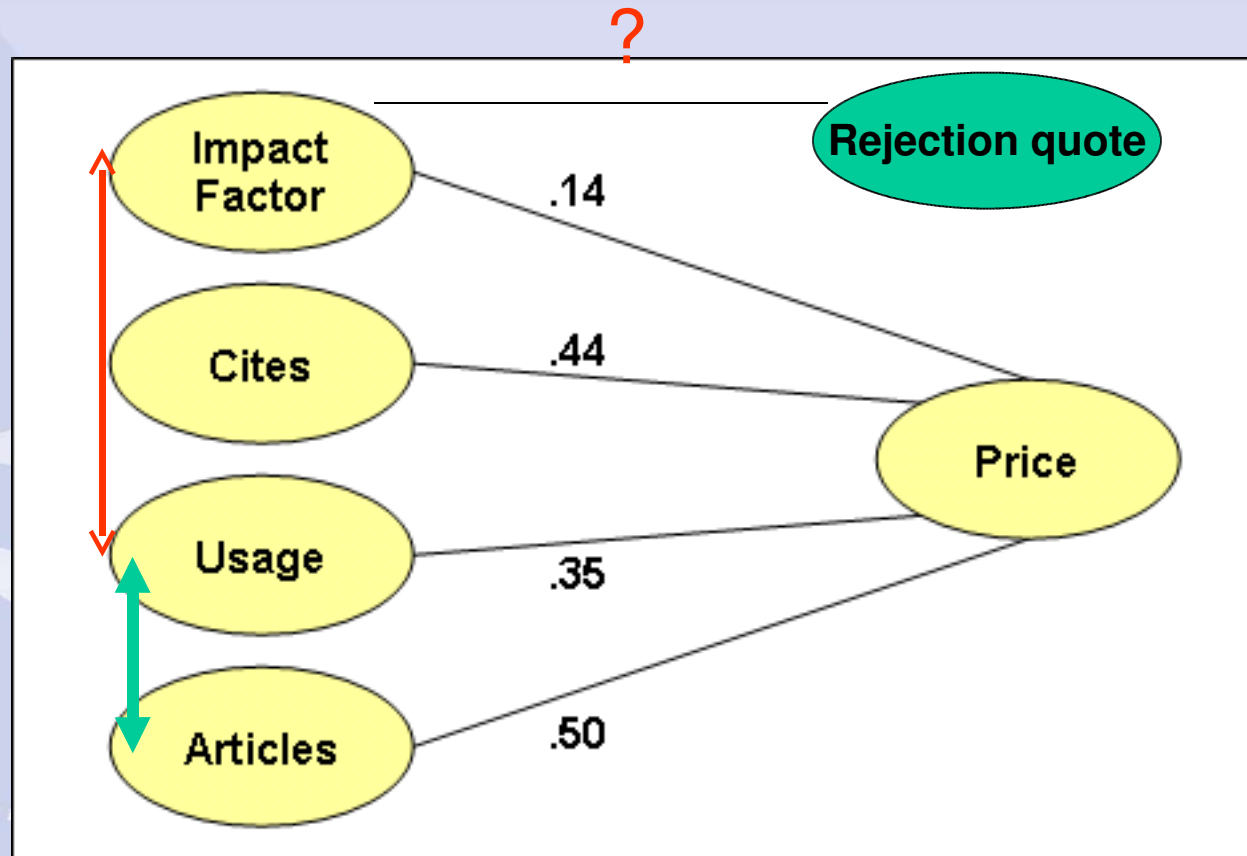 ?
Impact
Factor
Rejection quote
.14
Cites
.44
Price
Usage
.35
Articles
.50